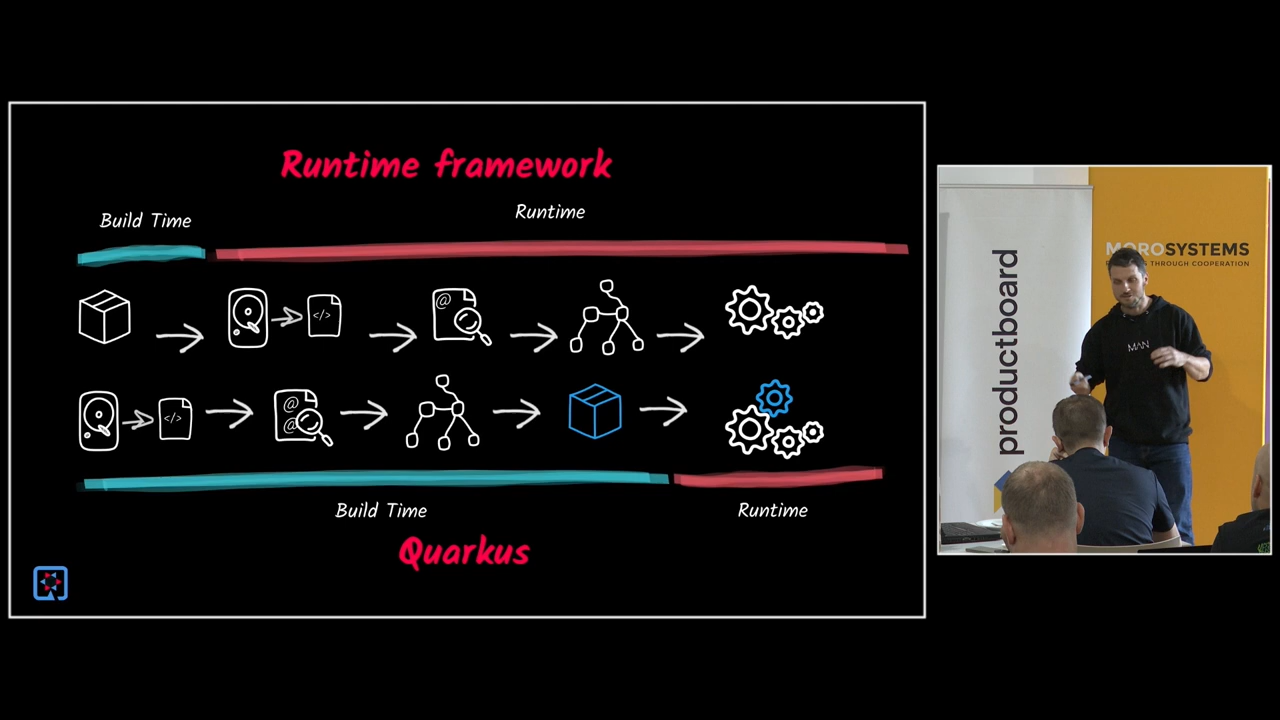 Runtime framework
Build Time
Runtime
</>
@
</>
@
@
Build Time
Runtime
Quarkus
productboard
MOROSYSTEMS
THROUGH COOPERATION
MAN